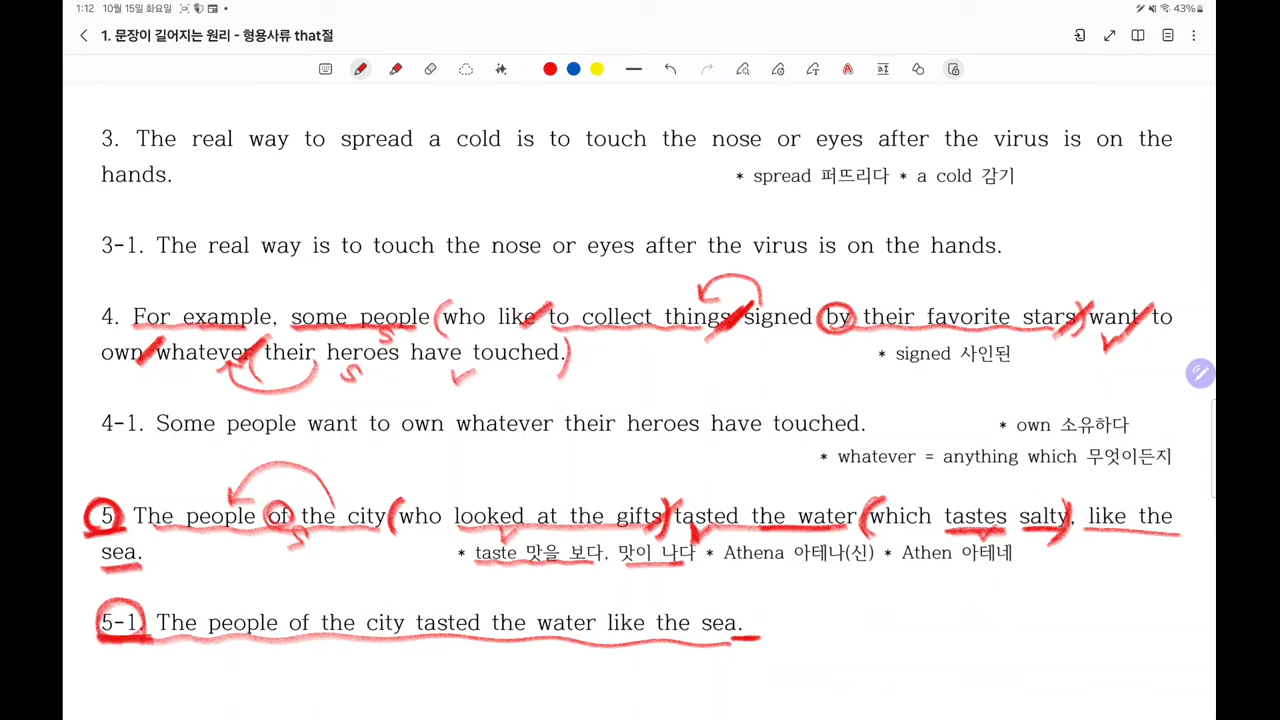 1:12 10월 15일 화요일
43%
1. 문장이 길어지는 원리 - 형용사류 that절
3. The real way to spread a cold is to touch the nose or eyes after the virus is on the
hands. * spread 퍼뜨리다 * a cold 감기
3-1. The real way is to touch the nose or eyes after the virus is on the hands.
4. For example, some people (who like to collect things signed by their favorite stars) want to
own whatever (their heroes have touched.) * signed 사인된
s s v v
4-1. Some people want to own whatever their heroes have touched. * own 소유하다
* whatever = anything which 무엇이든지
5. The people of the city (who looked at the gifts) tasted the water (which tastes salty), like the
s v v v
sea. * taste 맛을 보다, 맛이 나다 * Athena 아테나(신) * Athen 아테네
5-1. The people of the city tasted the water like the sea.